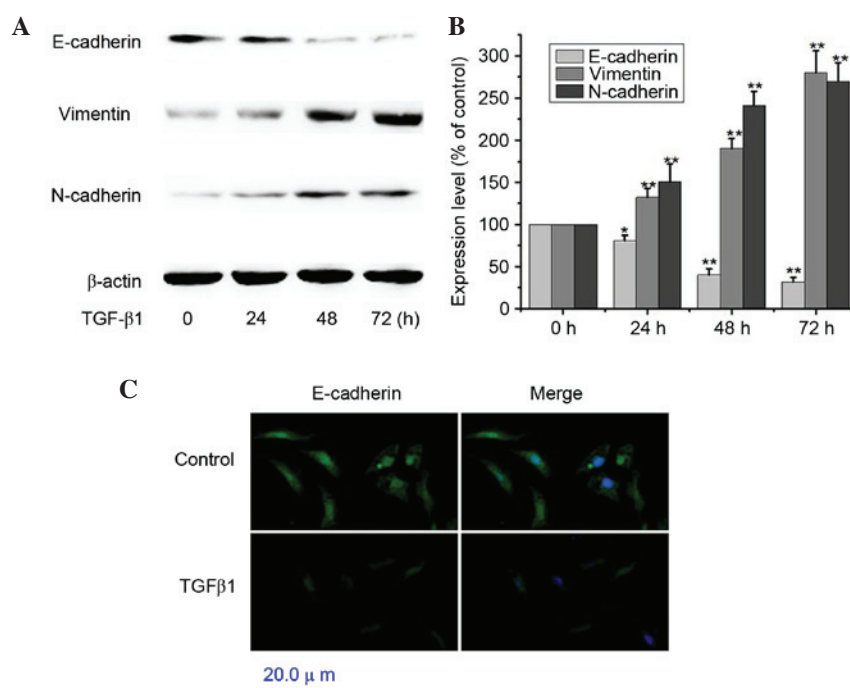 A
E-cadherin
Vimentin
N-cadherin
β-actin
TGF-β1 0 24 48 72 (h)
B
Expression level (% of control)
300
250
200
150
100
50
0
E-cadherin
Vimentin
N-cadherin
* ** **
** ** **
** ** **
0 h 24 h 48 h 72 h
C
E-cadherin Merge
Control
TGFβ1
20.0 μ m